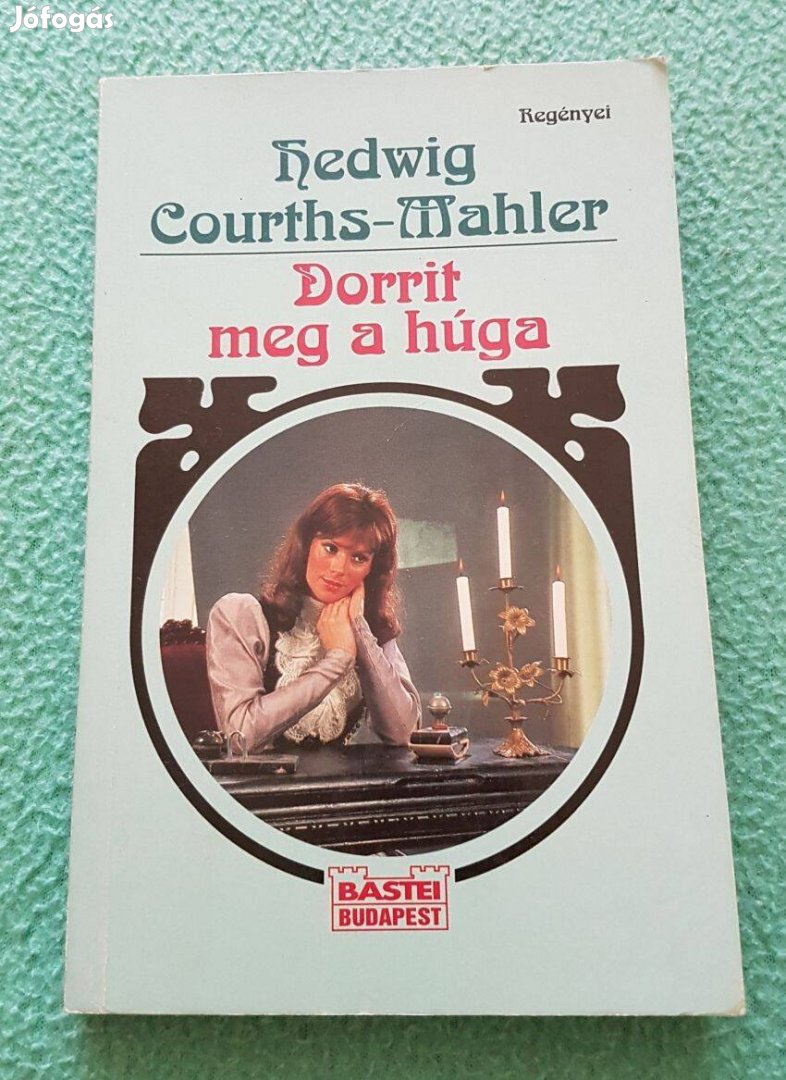 Jófogás
Regényei
Hedwig
Courths-Mahler
Dorrit
meg a húga
BASTEI
BUDAPEST